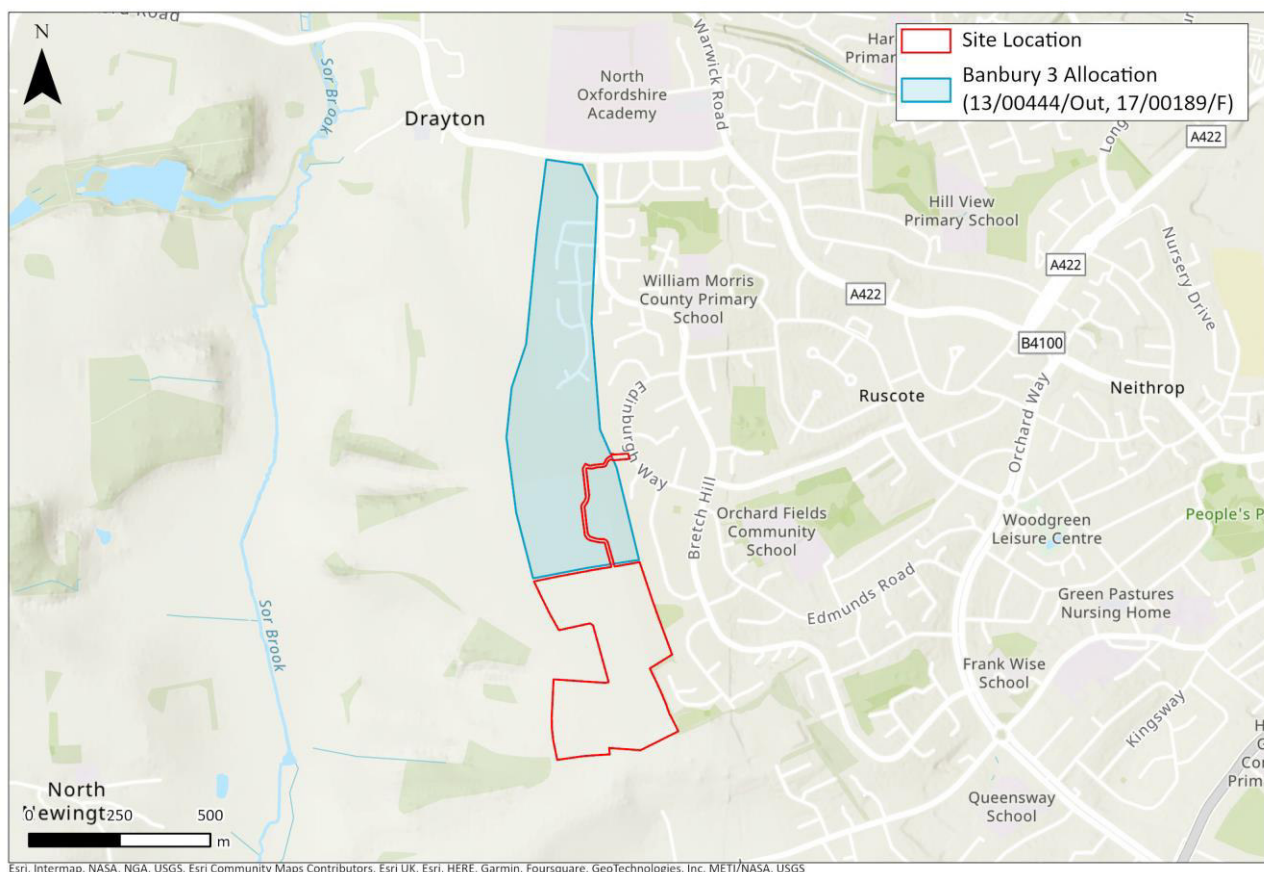 N
Site Location
Banbury 3 Allocation
(13/00444/Out, 17/00189/F)
Road
Sor Brook
Drayton
North
Oxfordshire
Academy
Warwick Road
Primary
A422
Hill View
Primary School
Nursery Drive
A422
William Morris
County Primary
School
A422
B4100
Neithrop
Ruscote
Edinburgh Way
Orchard Way
Bretch Hill
Orchard Fields
Community
School
Woodgreen
Leisure Centre
People's P
Edmunds Road
Green Pastures
Nursing Home
Sor Brook
Frank Wise
School
Kingsway
North
Newingt
0 250 500
m
Queensway
School
Esri, Intermap, NASA, NGA, USGS, Esri Community Maps Contributors, Esri UK, Esri, HERE, Garmin, Foursquare, GeoTechnologies, Inc, METI/NASA, USGS